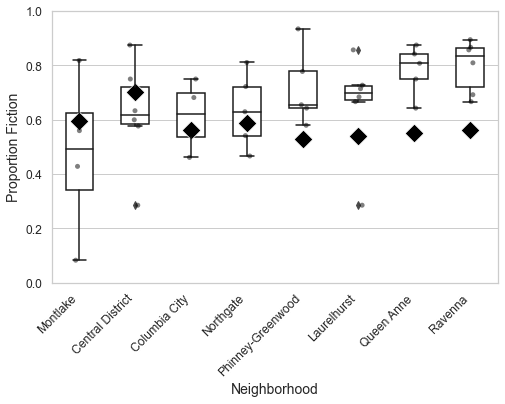 1.0
0.8
0.6
0.4
0.2
0.0
Proportion Fiction
Montlake
Central District
Columbia City
Northgate
Phinney-Greenwood
Laurelhurst
Queen Anne
Ravenna
Neighborhood